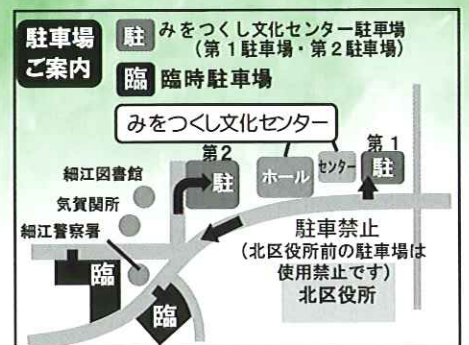 駐車場
ご案内
駐 みをつくし文化センター駐車場
(第1駐車場・第2駐車場)
臨 臨時駐車場
みをつくし文化センター
第2
駐
ホール
センター
第1
駐
細江図書館
気賀関所
細江警察署
臨
臨
駐車禁止
(北区役所前の駐車場は
使用禁止です)
北区役所